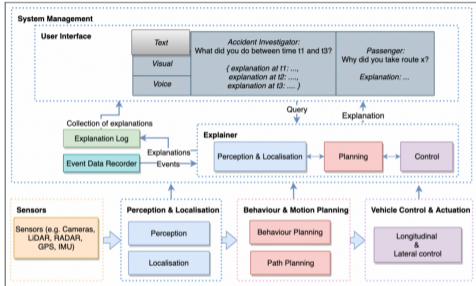 System Management
User Interface
Text
Visual
Voice
Accident Investigator:
What did you do between time t1 and t3?
{ explanation at t1: ...,
explanation at t2: ....,
explanation at t3: .... }
Passenger:
Why did you take route x?
Explanation: ...
Collection of explanations
Query
Explanation
Explanation Log
Event Data Recorder
Explanations
Events
Explainer
Perception & Localisation
Planning
Control
Sensors
Sensors (e.g. Cameras,
LiDAR, RADAR,
GPS, IMU)
Perception & Localisation
Perception
Localisation
Behaviour & Motion Planning
Behaviour Planning
Path Planning
Vehicle Control & Actuation
Longitudinal
&
Lateral control